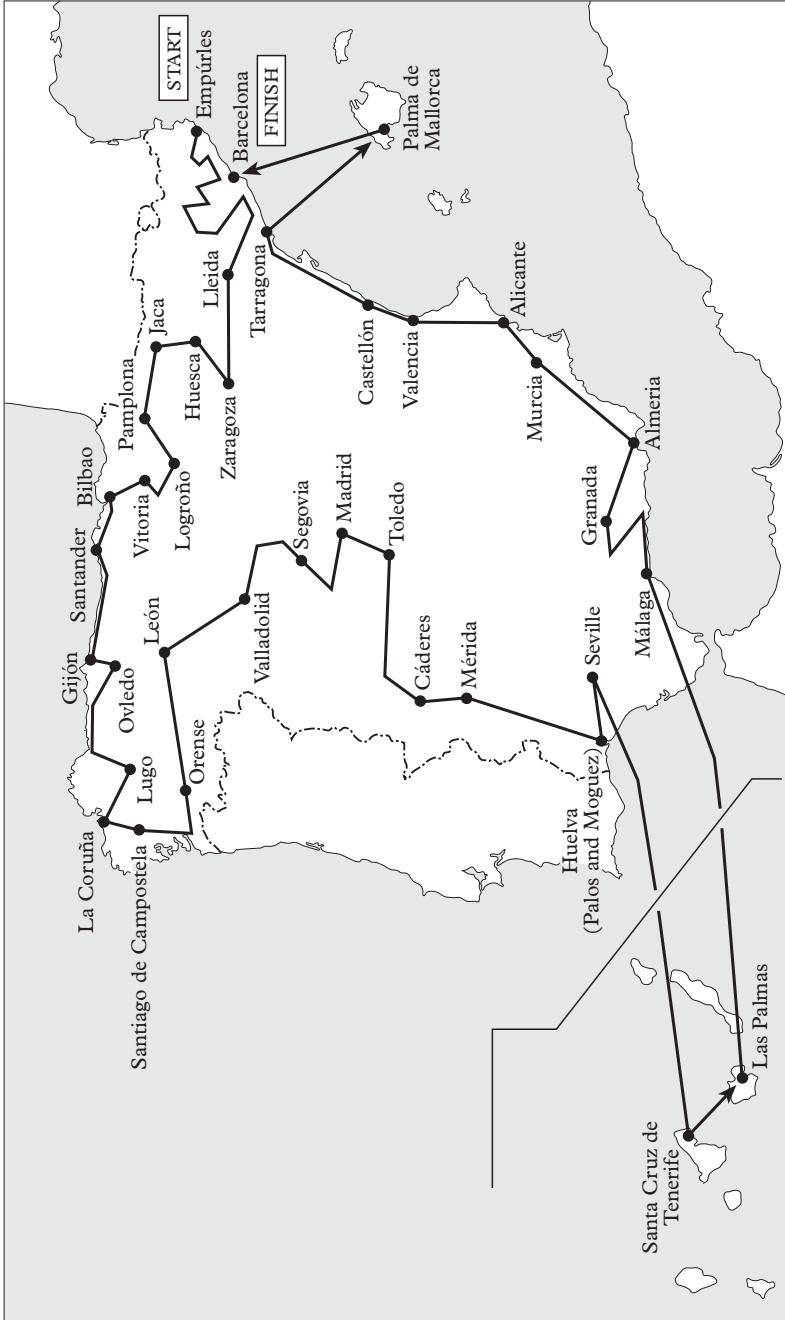 START
Empúrles
Barcelona
FINISH
Palma de
Mallorca
Tarragona
Lleida
Zaragoza
Huesca
Jaca
Pamplona
Logroño
Vitoria
Bilbao
Santander
Gijón
Ovledo
Lugo
La Coruña
Santiago de Campostela
Orense
León
Valladolid
Segovia
Madrid
Toledo
Cáderes
Mérida
Huelva
(Palos and Moguez)
Seville
Santa Cruz de
Tenerife
Las Palmas
Málaga
Granada
Almeria
Murcia
Alicante
Valencia
Castellón